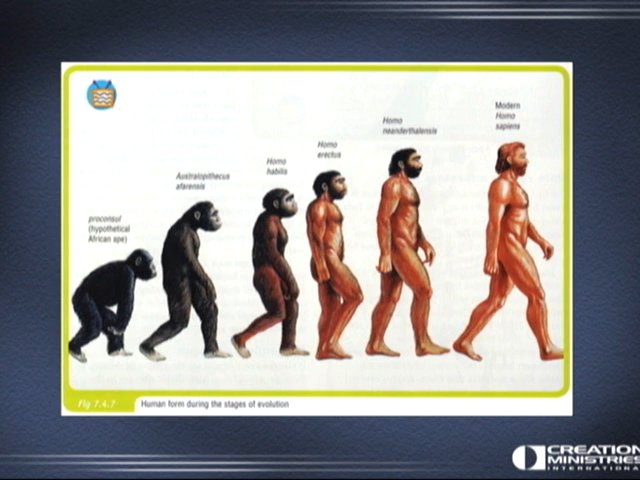 Modern
Homo
sapiens
Homo
neanderthalensis
Homo
erectus
Homo
habilis
Australopithecus
afarensis
proconsul
(hypothetical
African ape)
Fig 7.4.7 Human form during the stages of evolution
CREATION
MINISTRIES
INTERNATIONAL